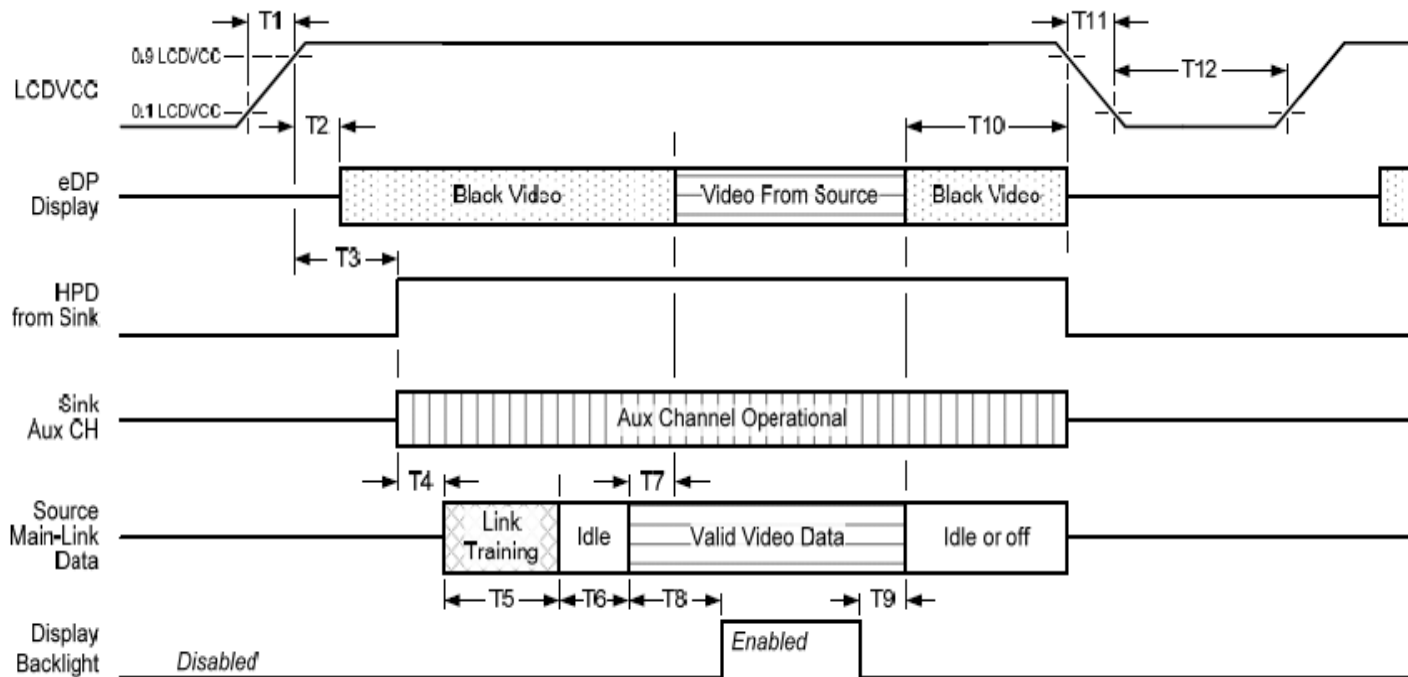 T1
T11
0.9 LCDVCC
T12
LCDVCC
0.1 LCDVCC
T2
T10
eDP
Display
Black Video
Video From Source
Black Video
T3
HPD
from Sink
Sink
Aux CH
Aux Channel Operational
T4
T7
Source
Main-Link
Data
Link
Training
Idle
Valid Video Data
Idle or off
T5
T6
T8
T9
Display
Backlight
Disabled
Enabled